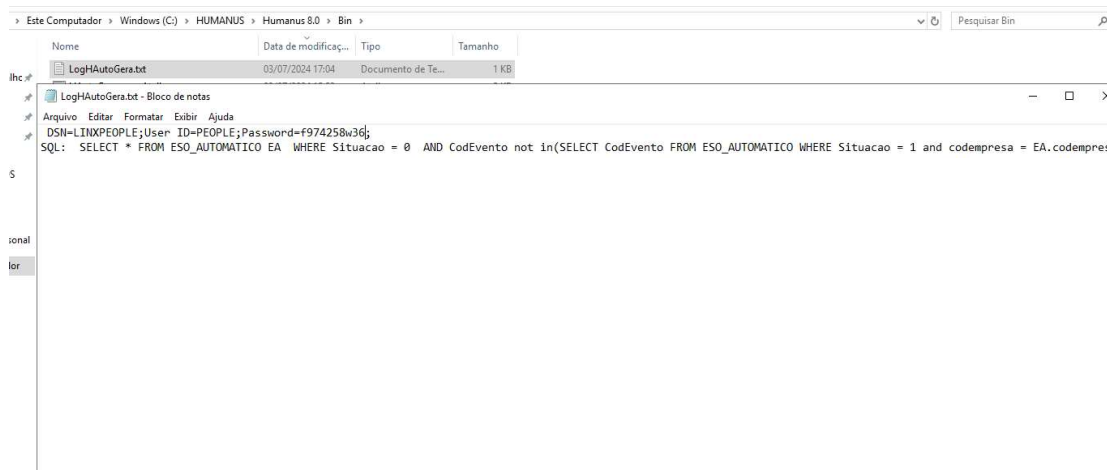 › Este Computador › Windows (C:) › HUMANUS › Humanus 8.0 › Bin ›
Pesquisar Bin
Nome Data de modificaç... Tipo Tamanho
LogHAutoGera.txt 03/07/2024 17:04 Documento de Te... 1 KB
LogHAutoGera.txt - Bloco de notas
Arquivo Editar Formatar Exibir Ajuda
DSN=LINXPEOPLE;User ID=PEOPLE;Password=f974258w36;
SQL: SELECT * FROM ESO_AUTOMATICO EA WHERE Situacao = 0 AND CodEvento not in(SELECT CodEvento FROM ESO_AUTOMATICO WHERE Situacao = 1 and codempresa = EA.codempres
sonal